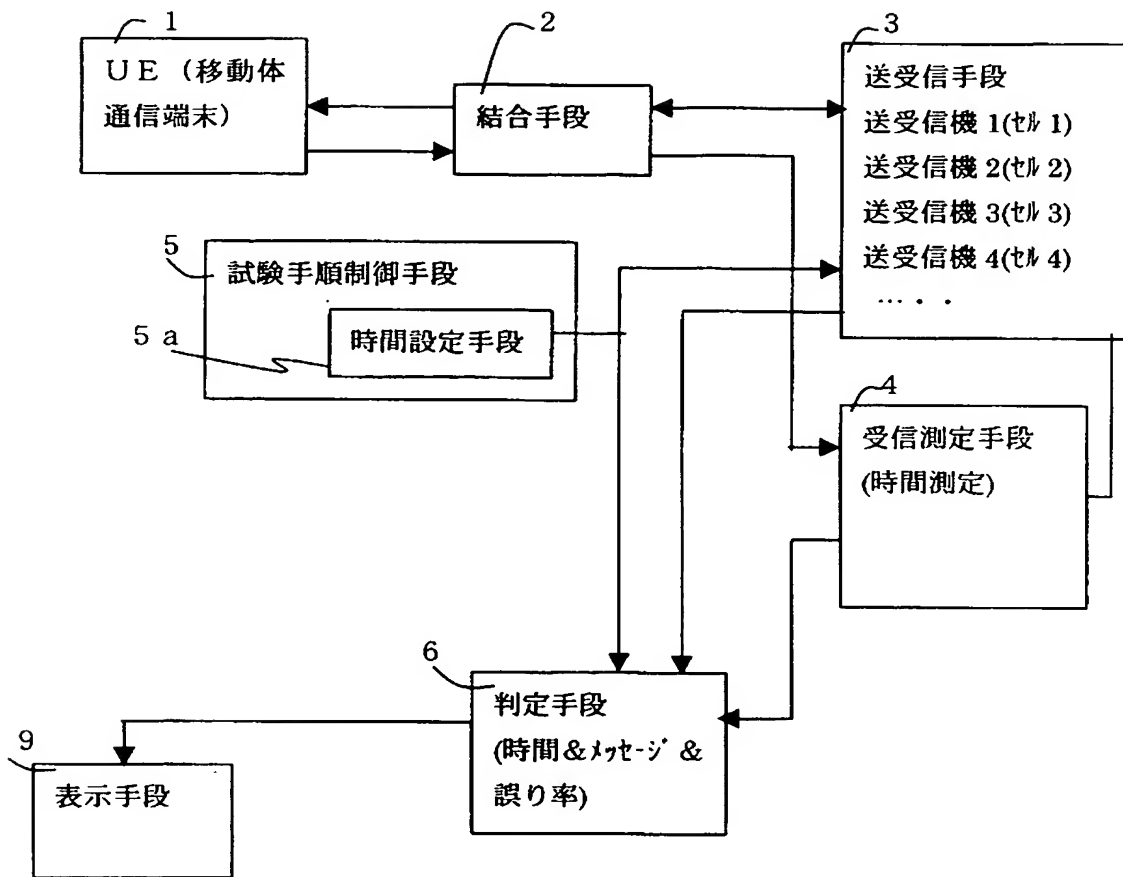 1
UE（移動体
通信端末）
2
結合手段
3
送受信手段
送受信機1(ｾﾙ1)
送受信機2(ｾﾙ2)
送受信機3(ｾﾙ3)
送受信機4(ｾﾙ4)
…・・
5
試験手順制御手段
5a
時間設定手段
4
受信測定手段
(時間測定)
6
判定手段
(時間＆ﾒｯｾｰｼﾞ＆
誤り率)
9
表示手段